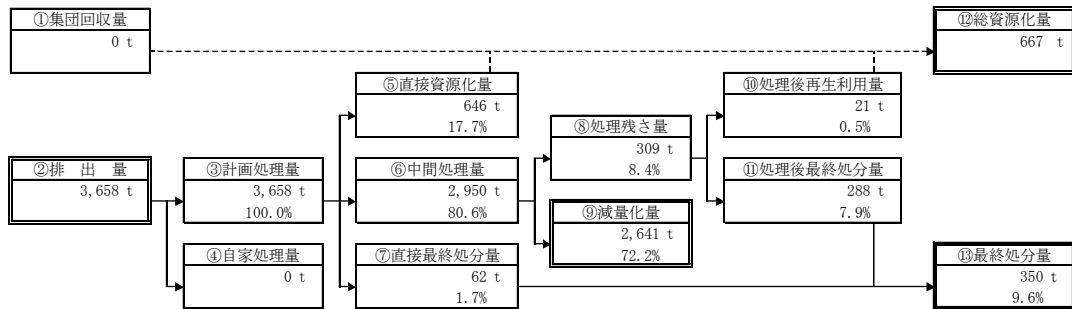 ①集団回収量
0 t
⑫総資源化量
667 t
⑤直接資源化量
646 t
17.7%
⑩処理後再生利用量
21 t
0.5%
⑧処理残さ量
309 t
8.4%
②排 出 量
3,658 t
③計画処理量
3,658 t
100.0%
⑥中間処理量
2,950 t
80.6%
⑪処理後最終処分量
288 t
7.9%
⑨減量化量
2,641 t
72.2%
④自家処理量
0 t
⑦直接最終処分量
62 t
1.7%
⑬最終処分量
350 t
9.6%